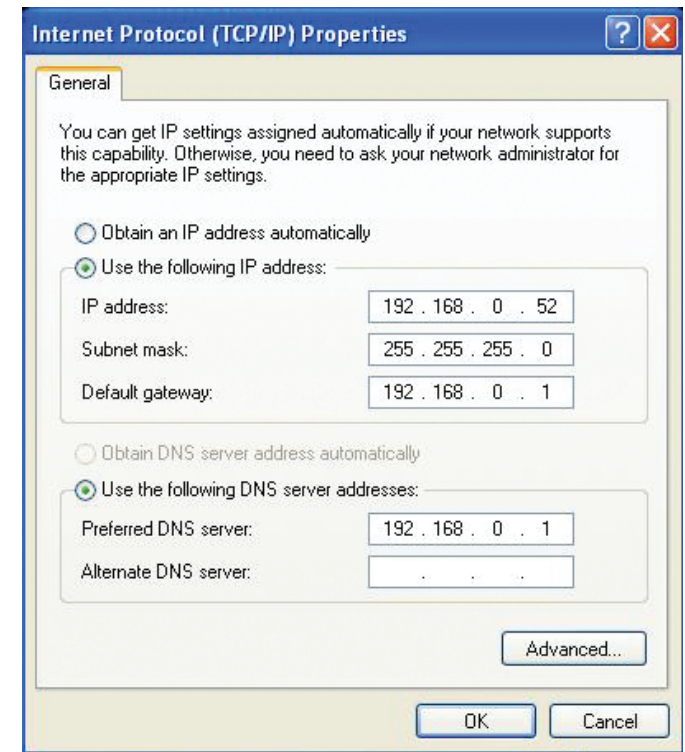 Internet Protocol (TCP/IP) Properties
General
You can get IP settings assigned automatically if your network supports
this capability. Otherwise, you need to ask your network administrator for
the appropriate IP settings.
Obtain an IP address automatically
Use the following IP address:
IP address: 192 . 168 . 0 . 52
Subnet mask: 255 . 255 . 255 . 0
Default gateway: 192 . 168 . 0 . 1
Obtain DNS server address automatically
Use the following DNS server addresses:
Preferred DNS server: 192 . 168 . 0 . 1
Alternate DNS server: . . .
Advanced...
OK Cancel